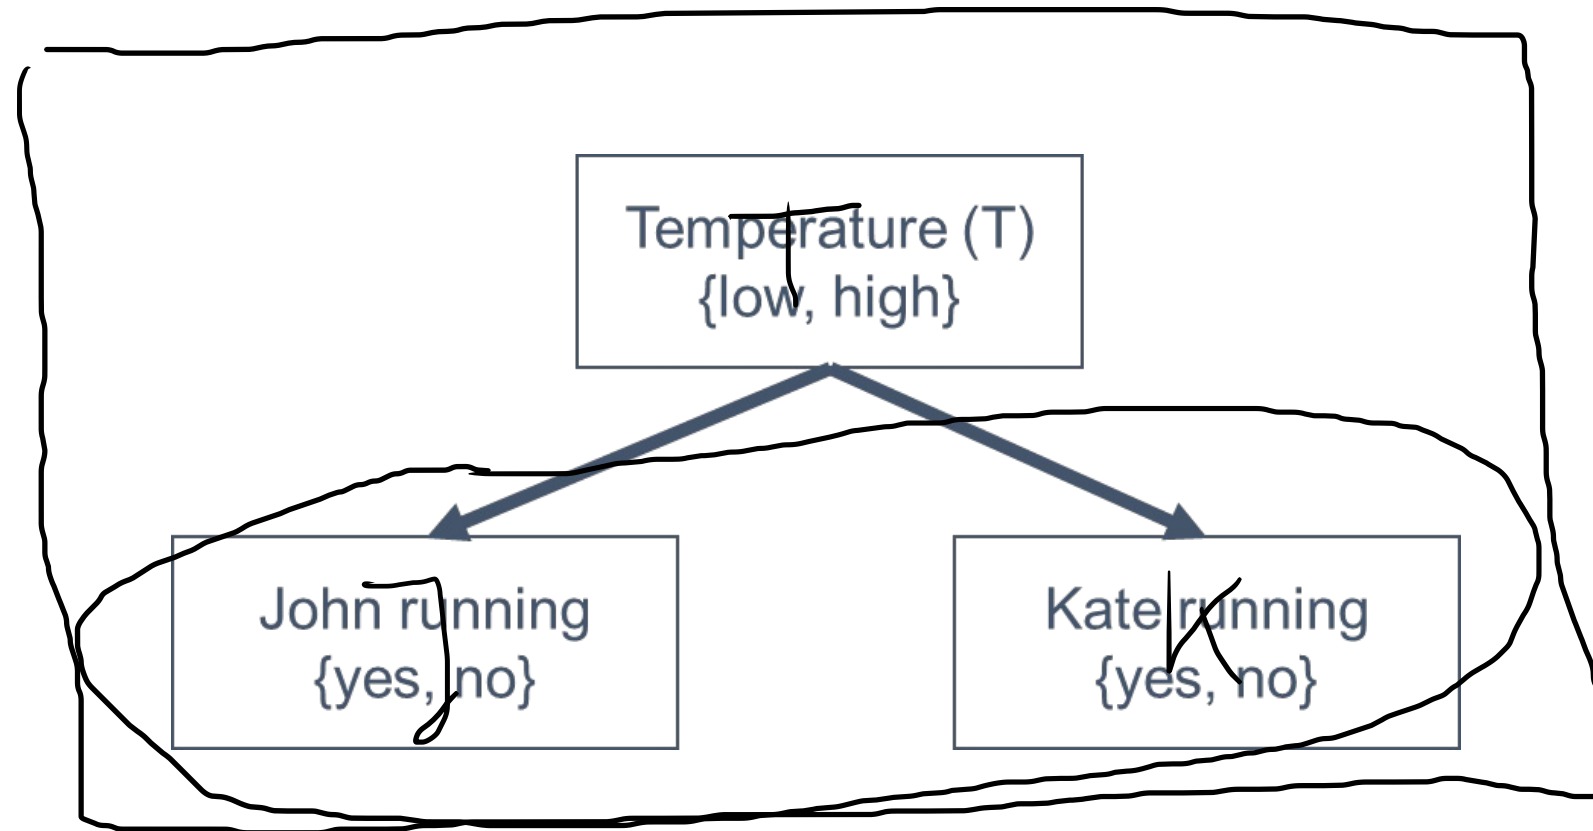 Temperature (T)
{low, high}
T
John running
{yes, no}
J
Kate running
{yes, no}
K